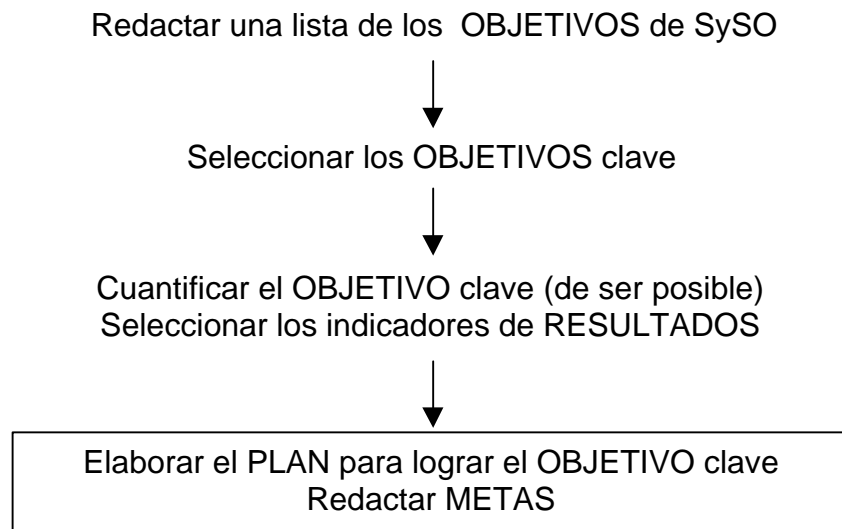 Redactar una lista de los OBJETIVOS de SySO
Seleccionar los OBJETIVOS clave
Cuantificar el OBJETIVO clave (de ser posible)
Seleccionar los indicadores de RESULTADOS
Elaborar el PLAN para lograr el OBJETIVO clave
Redactar METAS